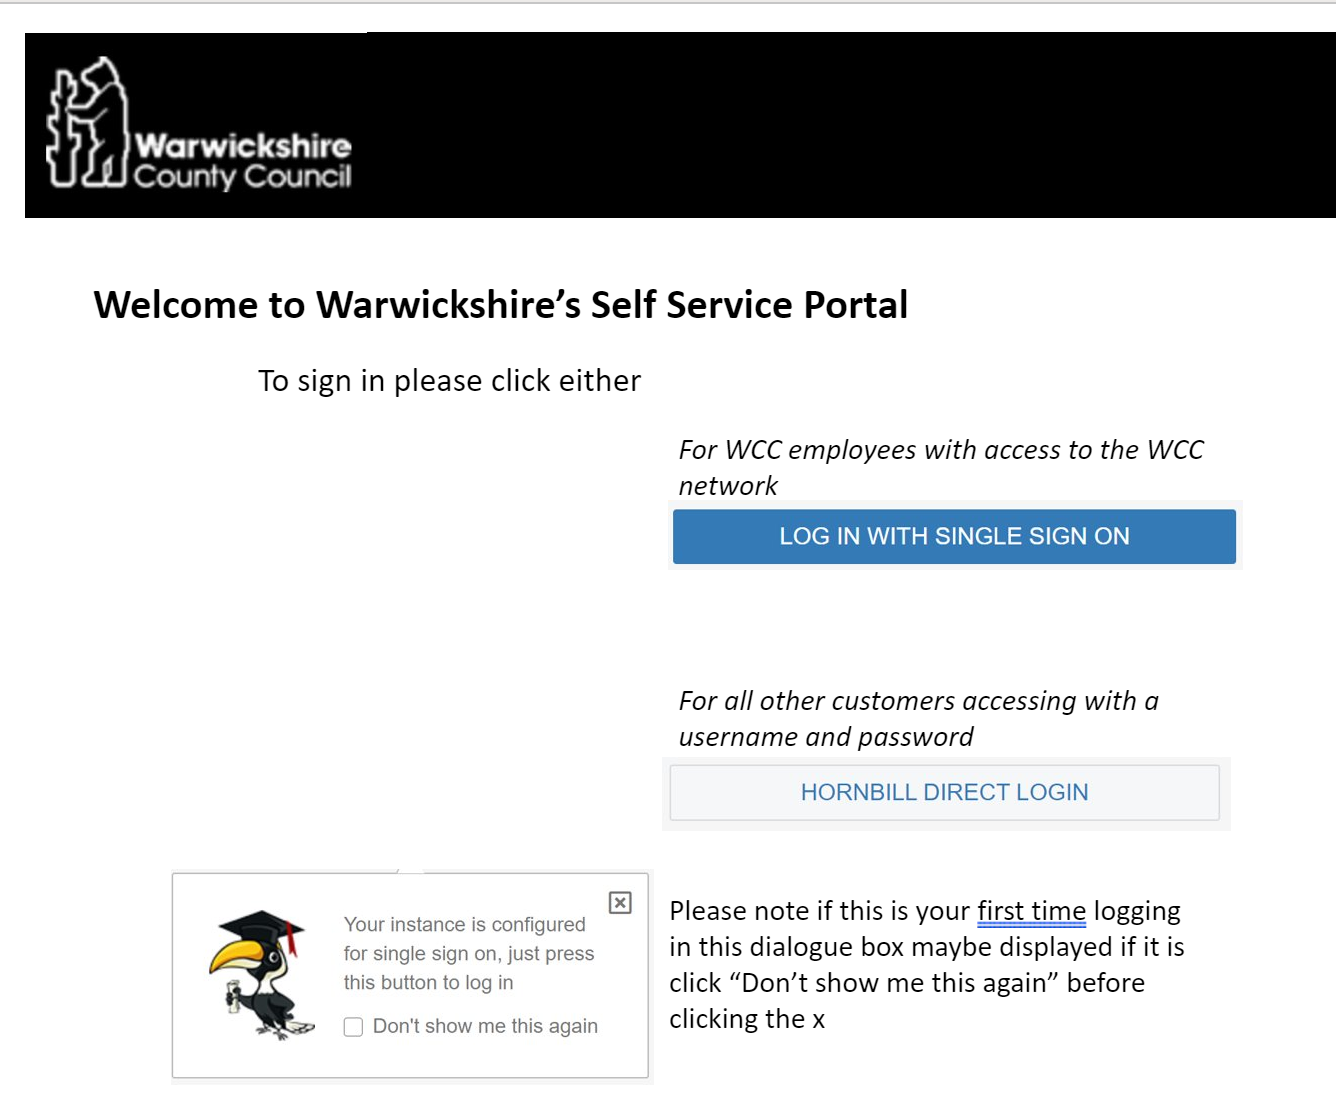 Warwickshire
County Council
Welcome to Warwickshire’s Self Service Portal
To sign in please click either
For WCC employees with access to the WCC
network
LOG IN WITH SINGLE SIGN ON
For all other customers accessing with a
username and password
HORNBILL DIRECT LOGIN
Your instance is configured
for single sign on, just press
this button to log in
Don't show me this again
Please note if this is your first time logging
in this dialogue box maybe displayed if it is
click “Don’t show me this again” before
clicking the x